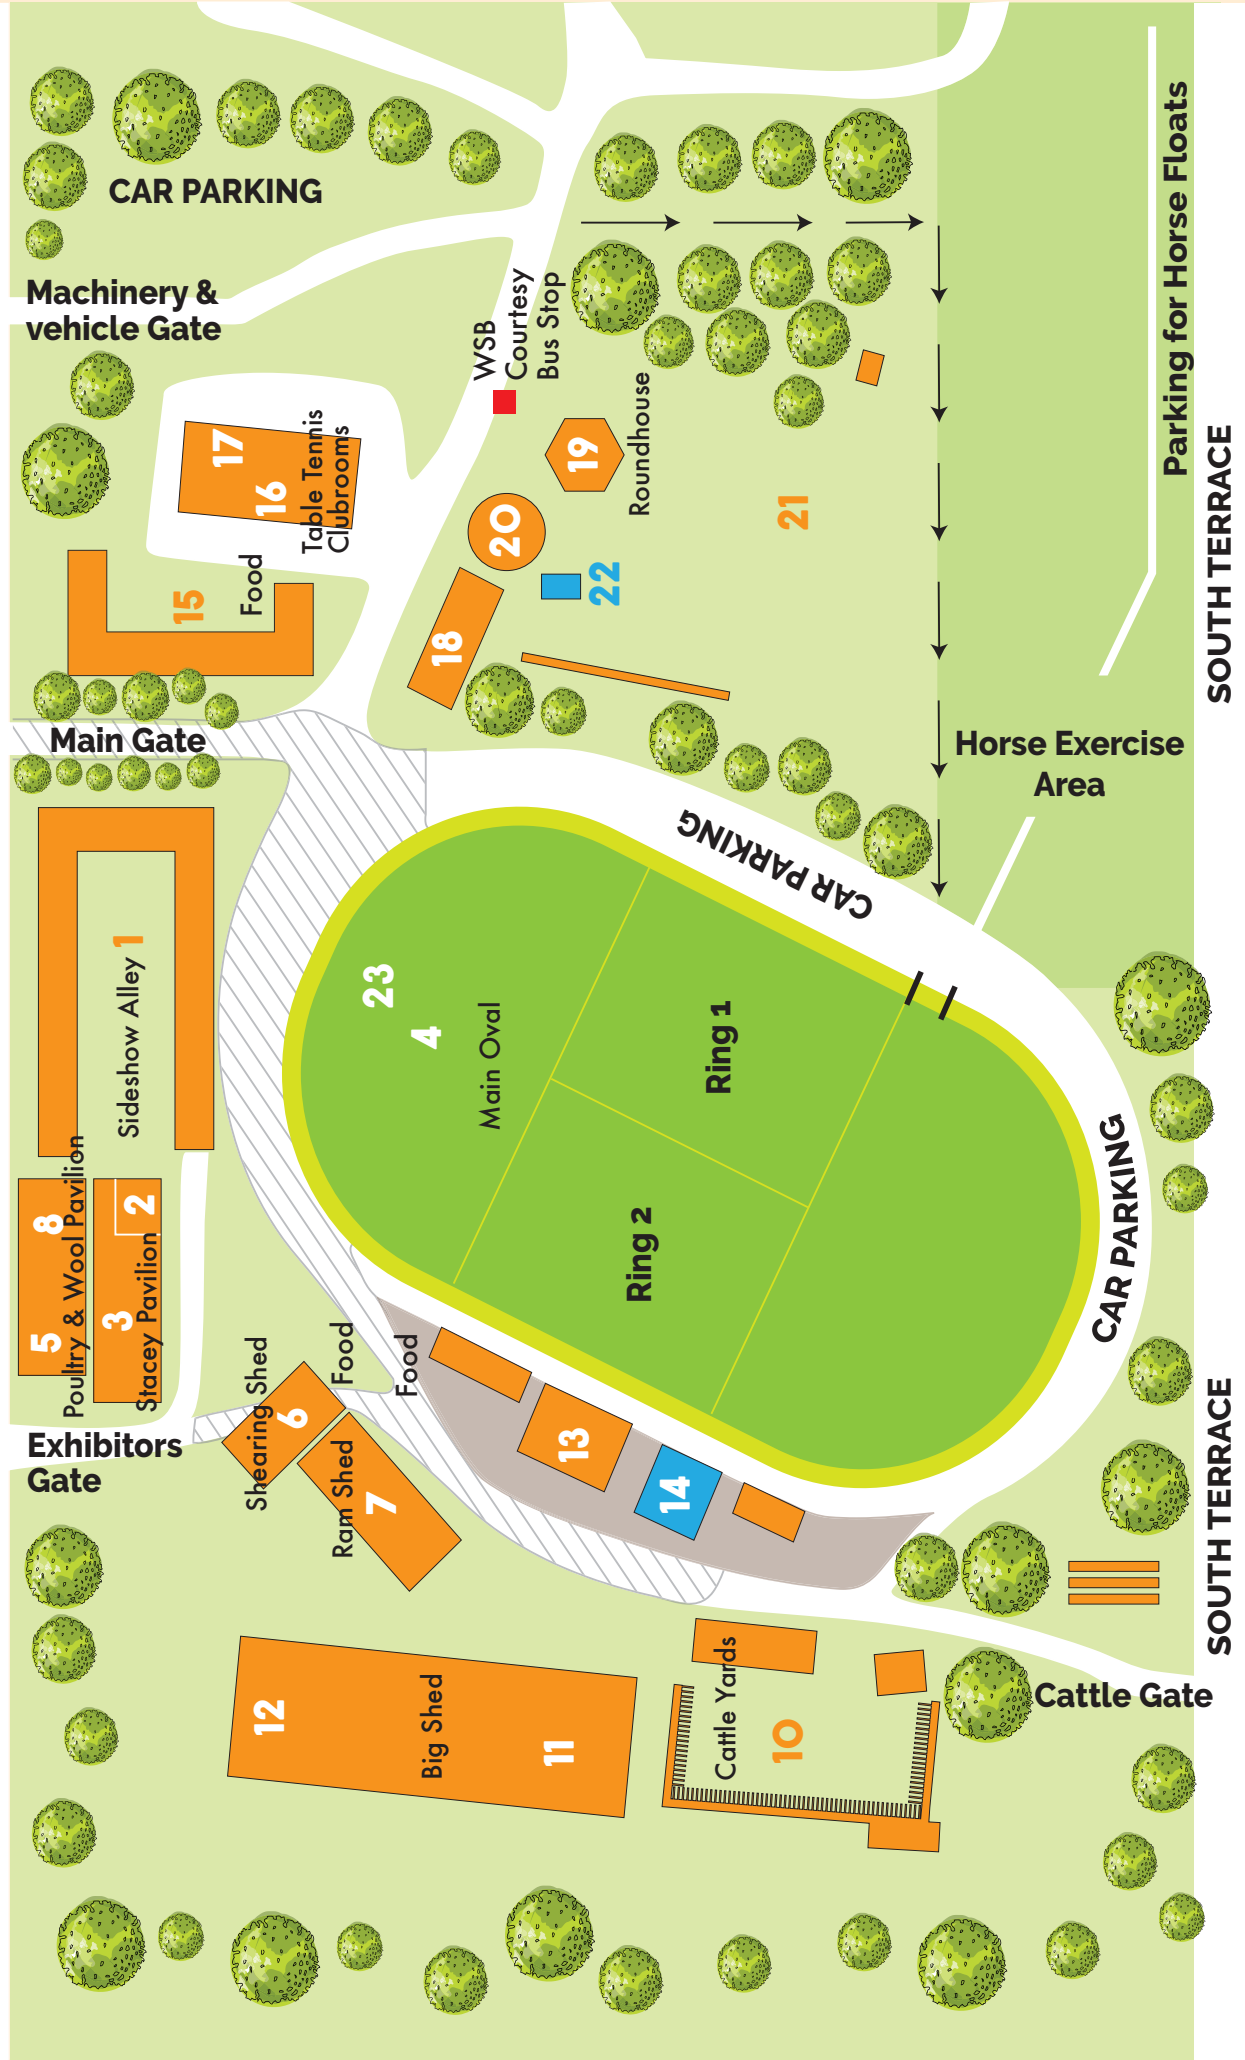 CAR PARKING
Machinery &
vehicle Gate
WSB
Courtesy
Bus Stop
Parking for Horse Floats
SOUTH TERRACE
17
16
Table Tennis
Clubrooms
19
Roundhouse
20
21
22
15
Food
18
Main Gate
Horse Exercise
Area
CAR PARKING
Sideshow Alley 1
23
4
Main Oval
Ring 1
Ring 2
CAR PARKING
5
8
Poultry & Wool Pavilion
3
2
Stacey Pavilion
Exhibitors
Gate
Shearing Shed
6
Food
Food
Ram Shed
7
13
14
SOUTH TERRACE
12
Big Shed
11
Cattle Yards
10
Cattle Gate